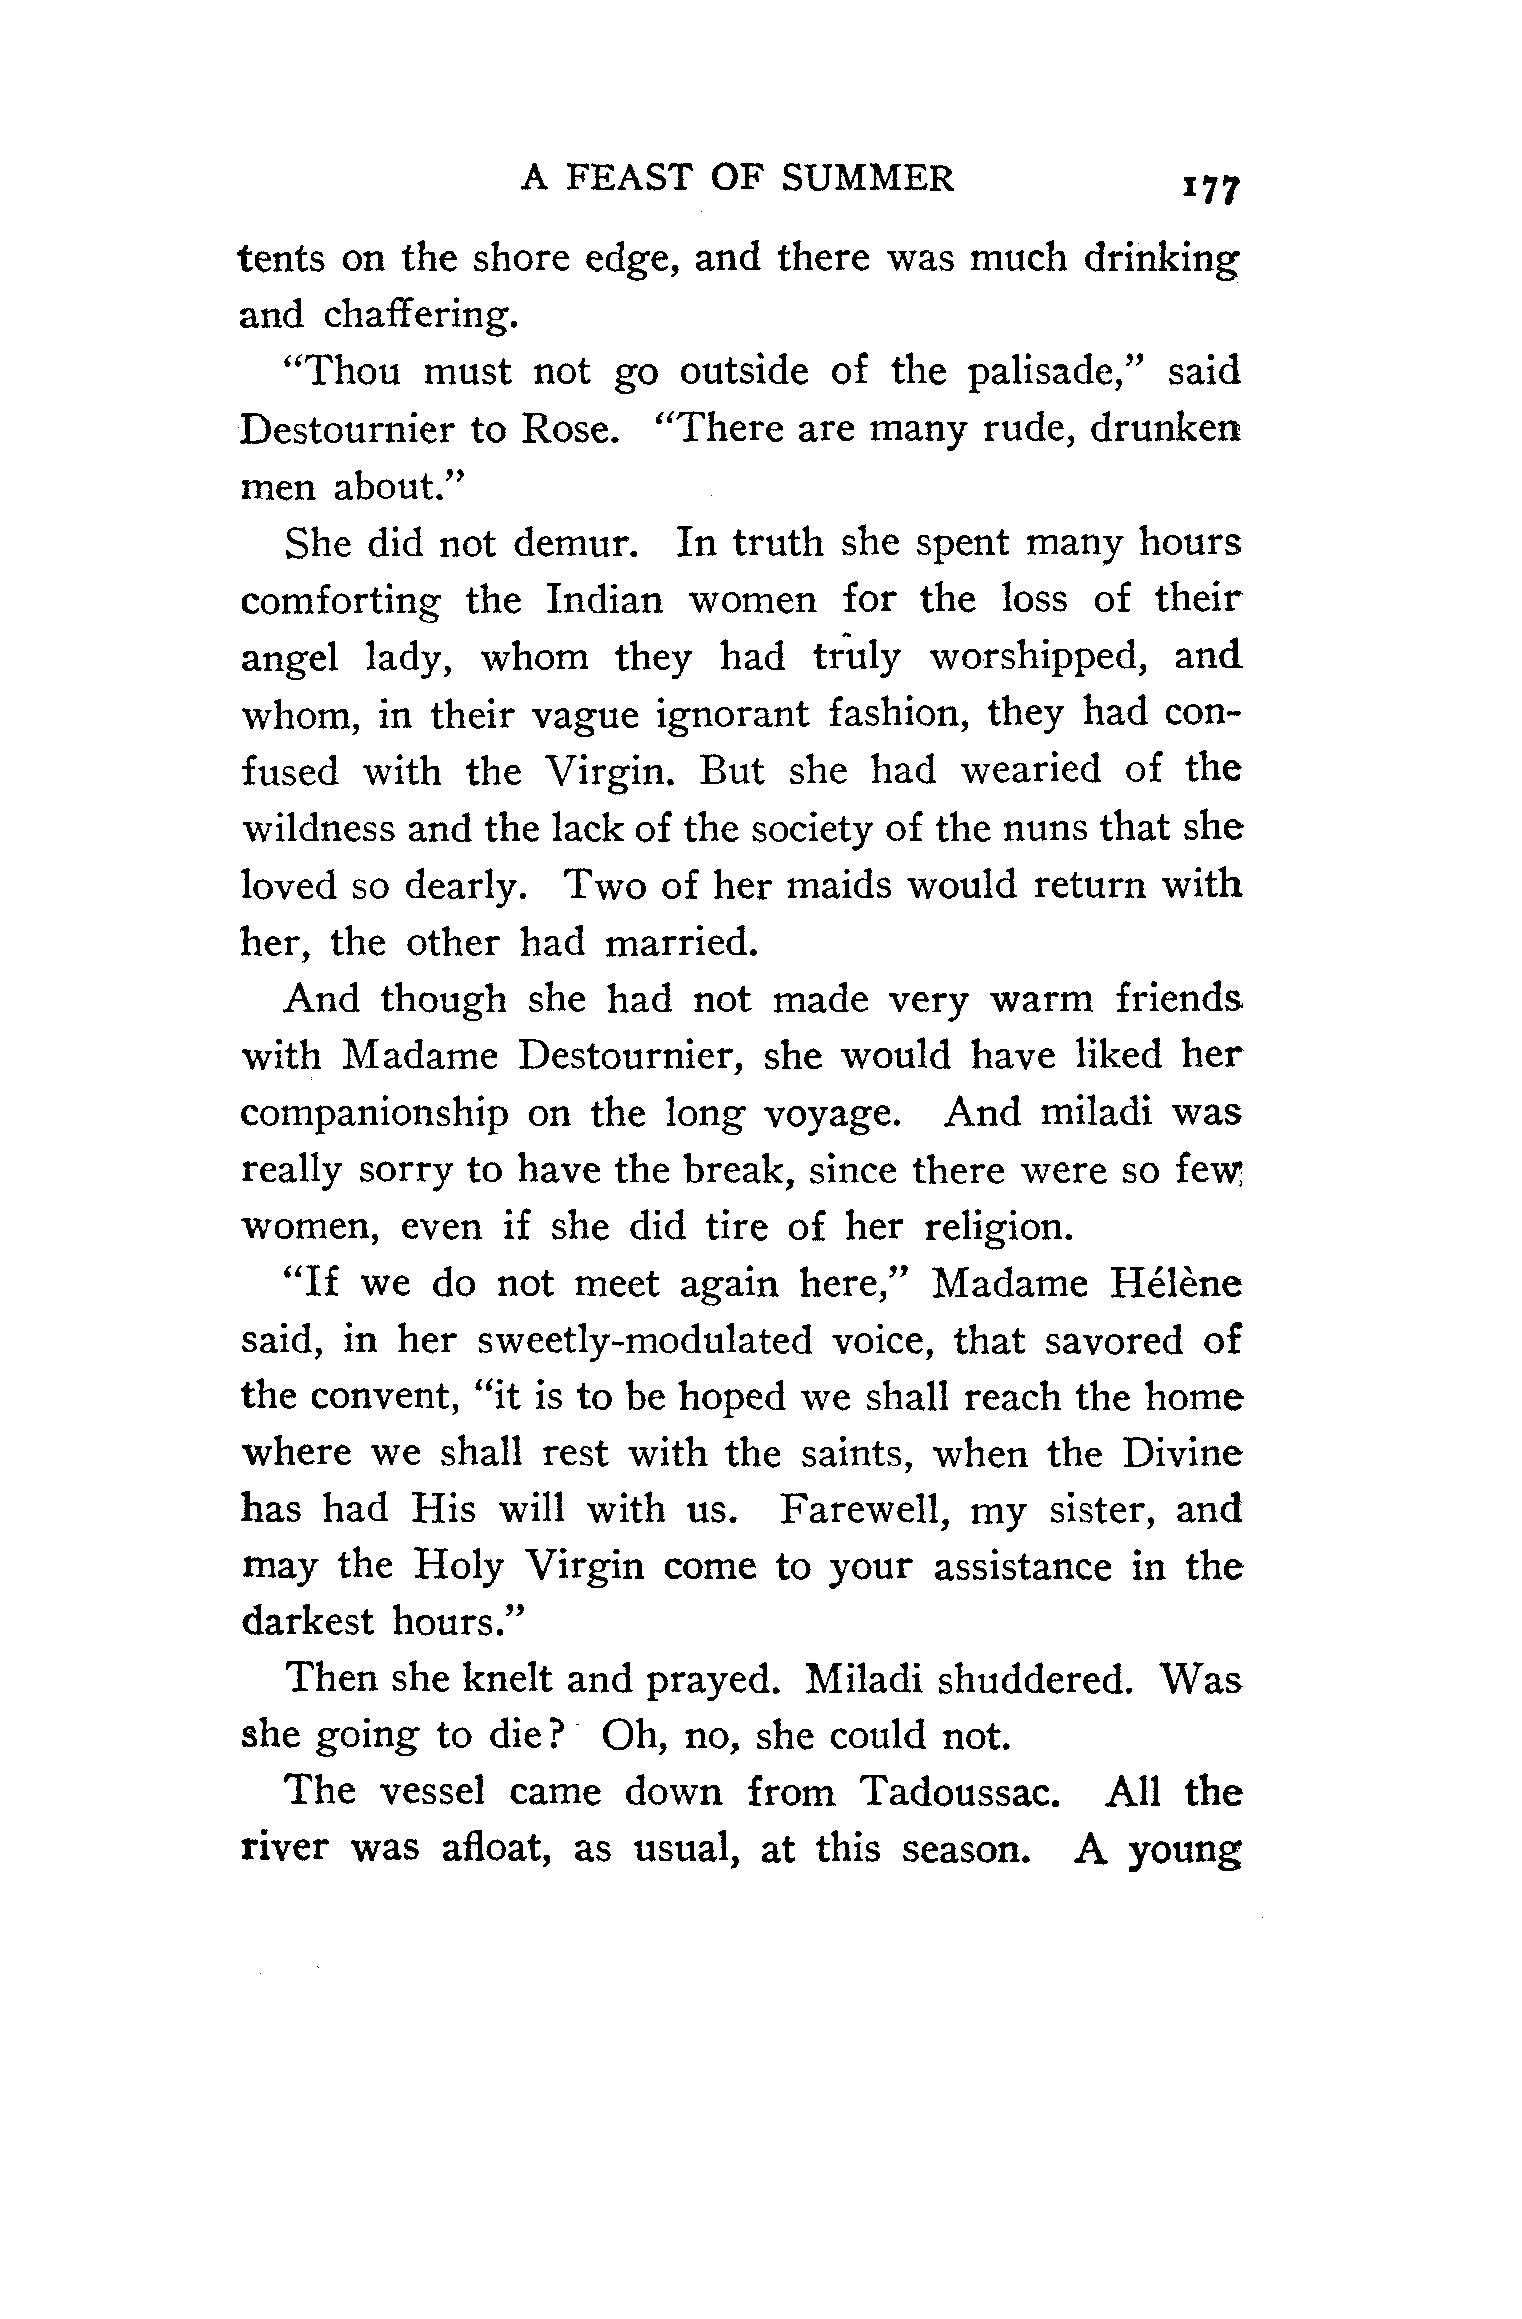 A FEAST OF SUMMER 177
tents on the shore edge, and there was much drinking
and chaffering.
“Thou must not go outside of the palisade,” said
Destournier to Rose. “There are many rude, drunken
men about.”
She did not demur. In truth she spent many hours
comforting the Indian women for the loss of their
angel lady, whom they had truly worshipped, and
whom, in their vague ignorant fashion, they had con-
fused with the Virgin. But she had wearied of the
wildness and the lack of the society of the nuns that she
loved so dearly. Two of her maids would return with
her, the other had married.
And though she had not made very warm friends
with Madame Destournier, she would have liked her
companionship on the long voyage. And miladi was
really sorry to have the break, since there were so few
women, even if she did tire of her religion.
“If we do not meet again here,” Madame Hélène
said, in her sweetly-modulated voice, that savored of
the convent, “it is to be hoped we shall reach the home
where we shall rest with the saints, when the Divine
has had His will with us. Farewell, my sister, and
may the Holy Virgin come to your assistance in the
darkest hours.”
Then she knelt and prayed. Miladi shuddered. Was
she going to die? Oh, no, she could not.
The vessel came down from Tadoussac. All the
river was afloat, as usual, at this season. A young